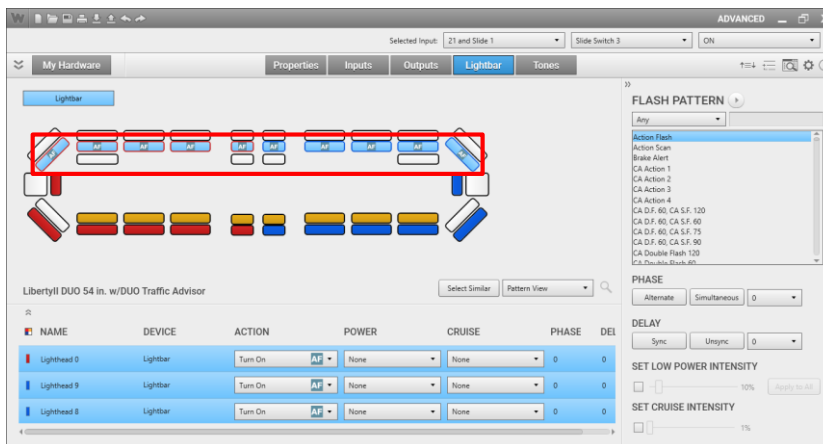 W ADVANCED
Selected Input: 21 and Slide 1 Slide Switch 3 ON
My Hardware Properties Inputs Outputs Lightbar Tones
Lightbar
AF AF AF AF AF AF AF AF AF AF
FLASH PATTERN
Any
Action Flash
Action Scan
Brake Alert
CA Action 1
CA Action 2
CA Action 3
CA Action 4
CA D.F. 60, CA S.F. 120
CA D.F. 60, CA S.F. 60
CA D.F. 60, CA S.F. 75
CA D.F. 60, CA S.F. 90
CA Double Flash 120
CA Double Flash 60
LibertyII DUO 54 in. w/DUO Traffic Advisor Select Similar Pattern View
PHASE
Alternate Simultaneous 0
DELAY
Sync Unsync 0
SET LOW POWER INTENSITY
10% Apply to All
SET CRUISE INTENSITY
1%
NAME DEVICE ACTION POWER CRUISE PHASE DEL
Lighthead 0 Lightbar Turn On AF None None 0 0
Lighthead 9 Lightbar Turn On AF None None 0 0
Lighthead 8 Lightbar Turn On AF None None 0 0